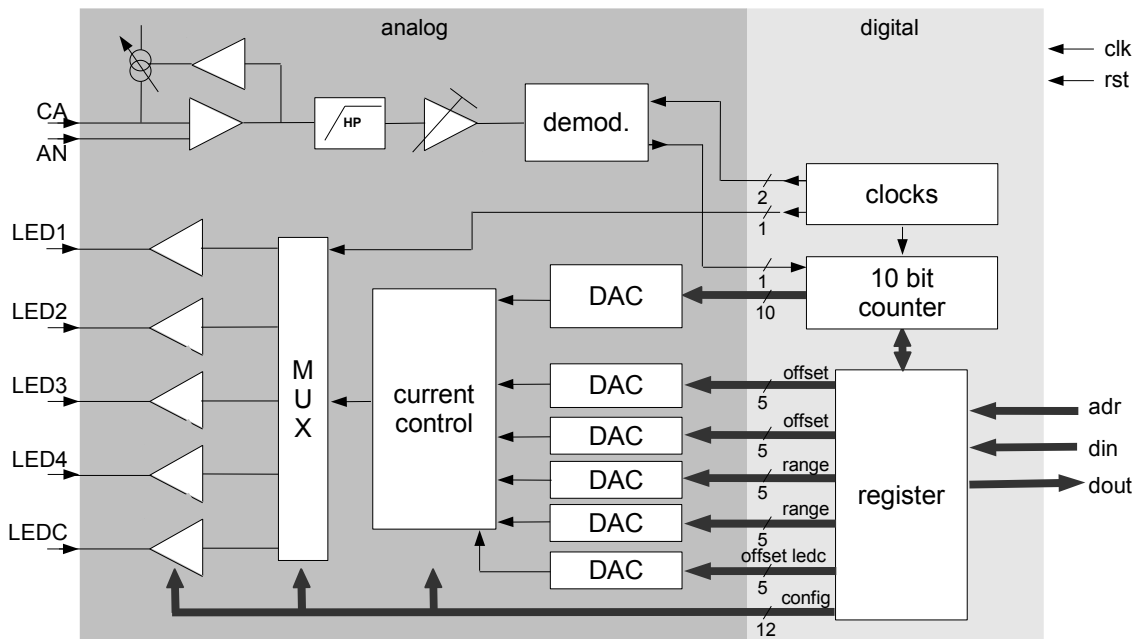 analog
digital
clk
rst
CA
AN
HP
demod.
2
clocks
1
LED1
LED2
LED3
LED4
LEDC
M
U
X
current
control
DAC
1
10
10 bit
counter
DAC
offset
5
DAC
offset
5
DAC
range
5
DAC
range
5
DAC
offset ledc
5
config
12
register
adr
din
dout